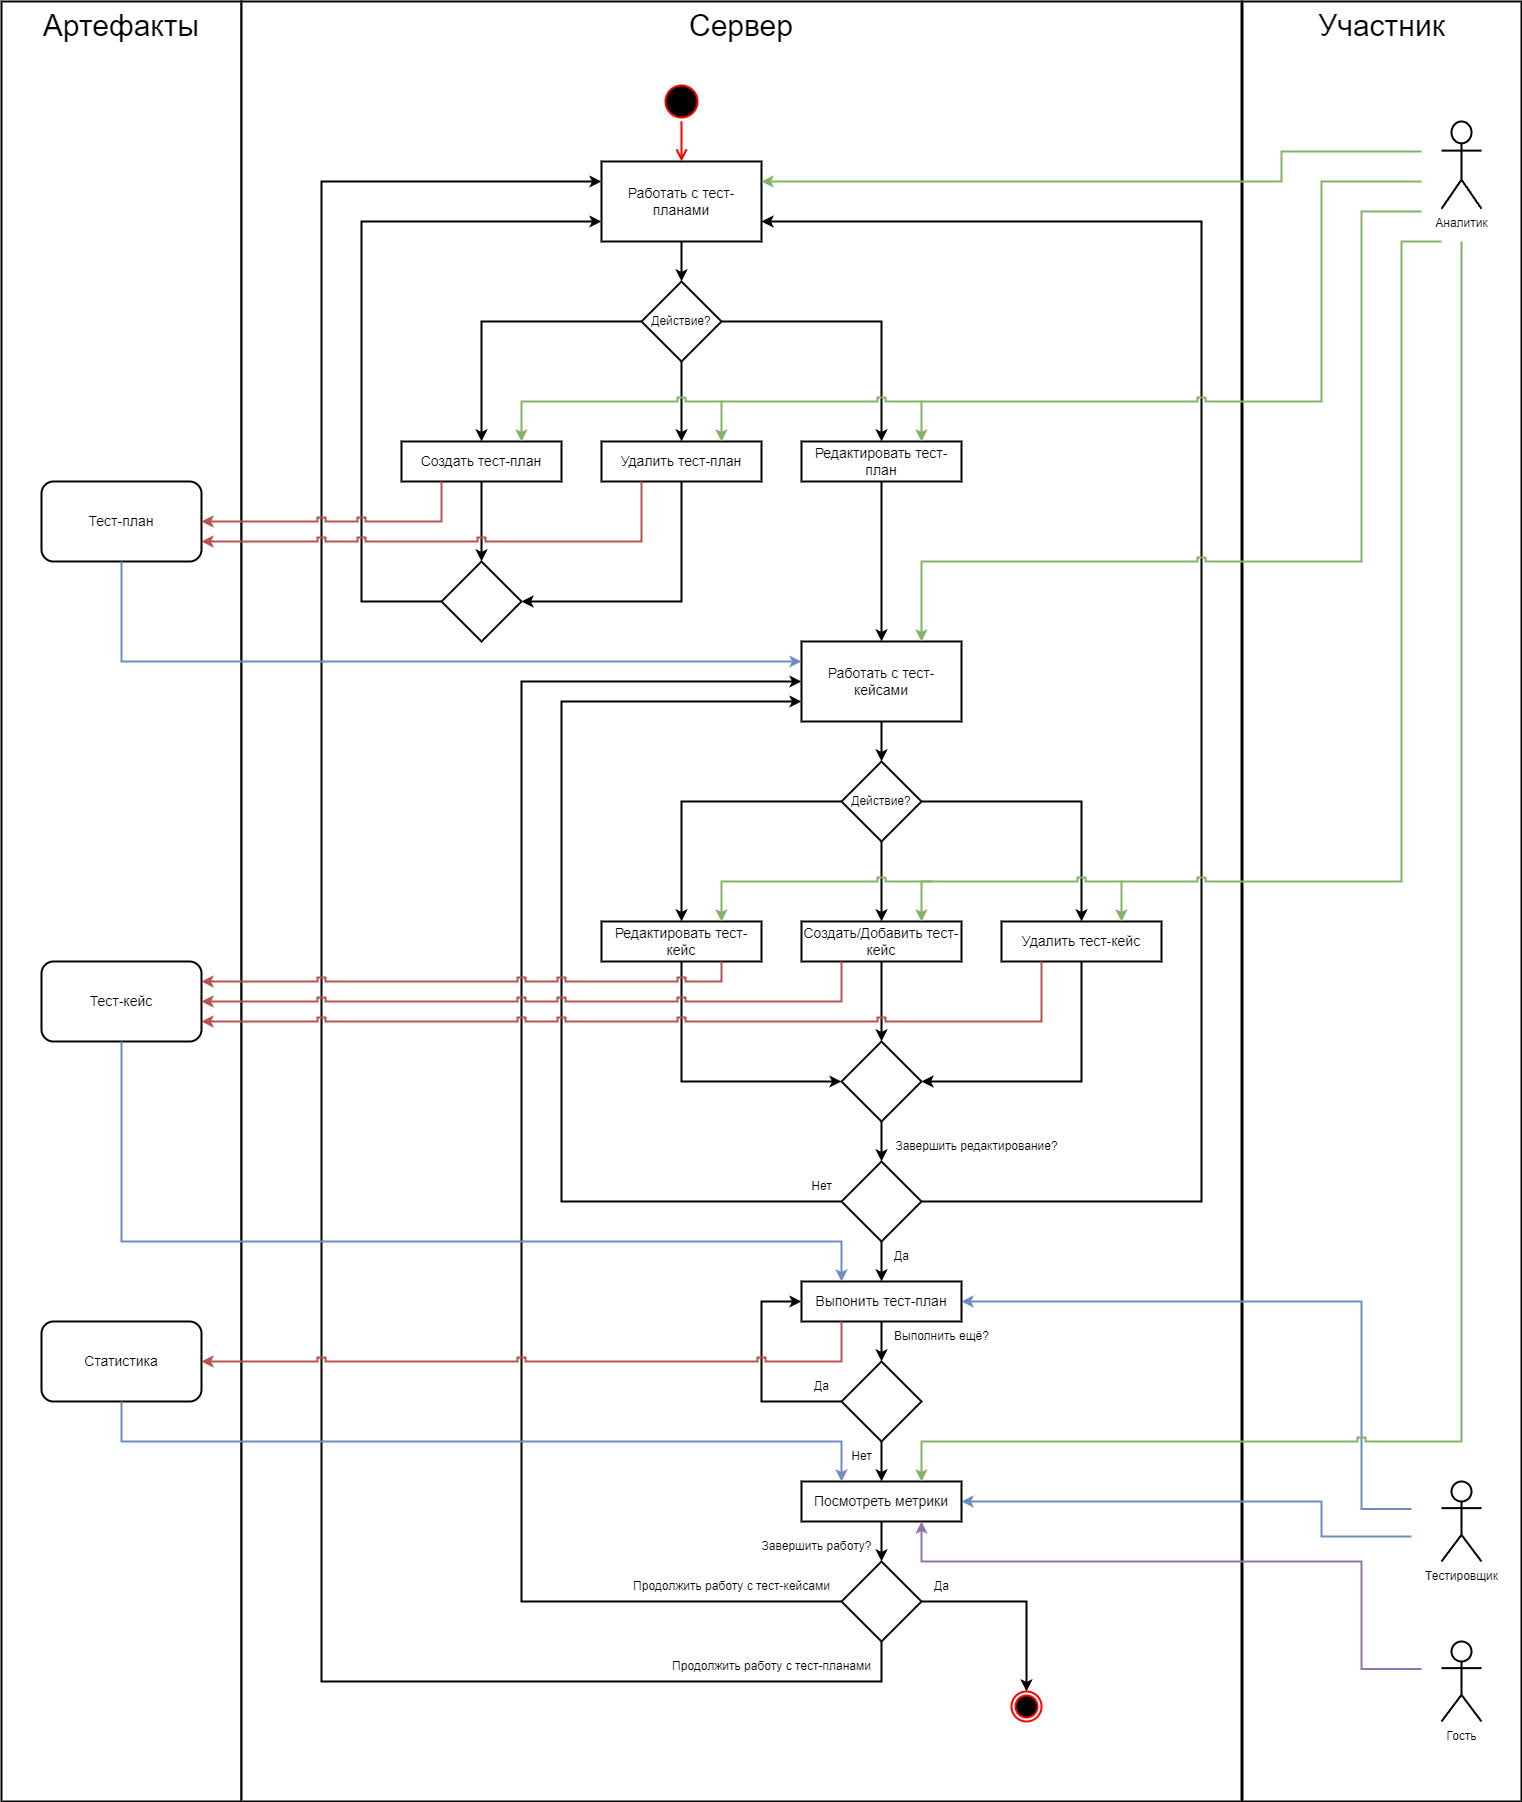 Артефакты
Сервер
Участник
Аналитик
Работать с тест-
планами
Действие?
Создать тест-план
Удалить тест-план
Редактировать тест-
план
Тест-план
Работать с тест-
кейсами
Действие?
Редактировать тест-
кейс
Создать/Добавить тест-
кейс
Удалить тест-кейс
Тест-кейс
Завершить редактирование?
Нет
Да
Выпонить тест-план
Выполнить ещё?
Статистика
Да
Нет
Посмотреть метрики
Завершить работу?
Тестировщик
Продолжить работу с тест-кейсами
Да
Продолжить работу с тест-планами
Гость